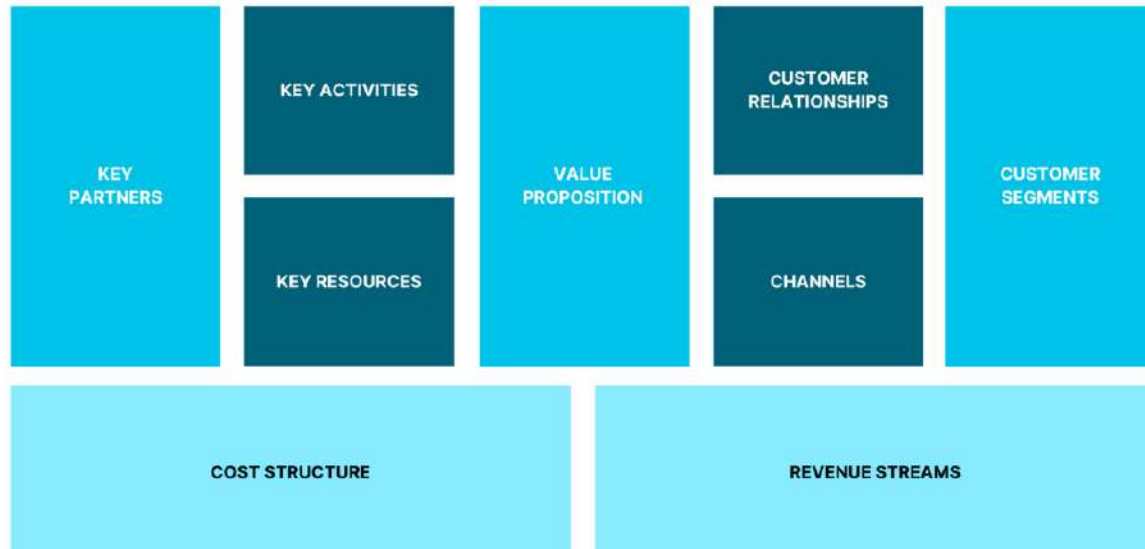 KEY
PARTNERS
KEY ACTIVITIES
KEY RESOURCES
VALUE
PROPOSITION
CUSTOMER
RELATIONSHIPS
CHANNELS
CUSTOMER
SEGMENTS
COST STRUCTURE
REVENUE STREAMS